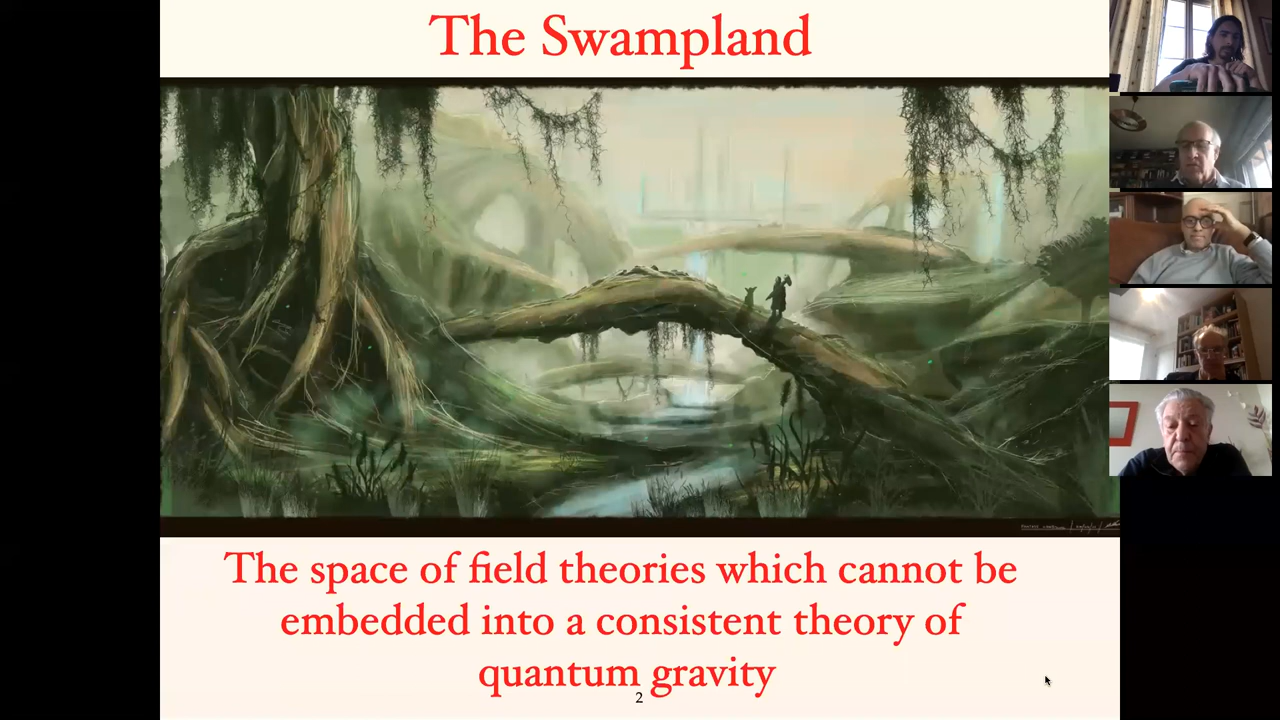 The Swampland
The space of field theories which cannot be
embedded into a consistent theory of
quantum gravity
2